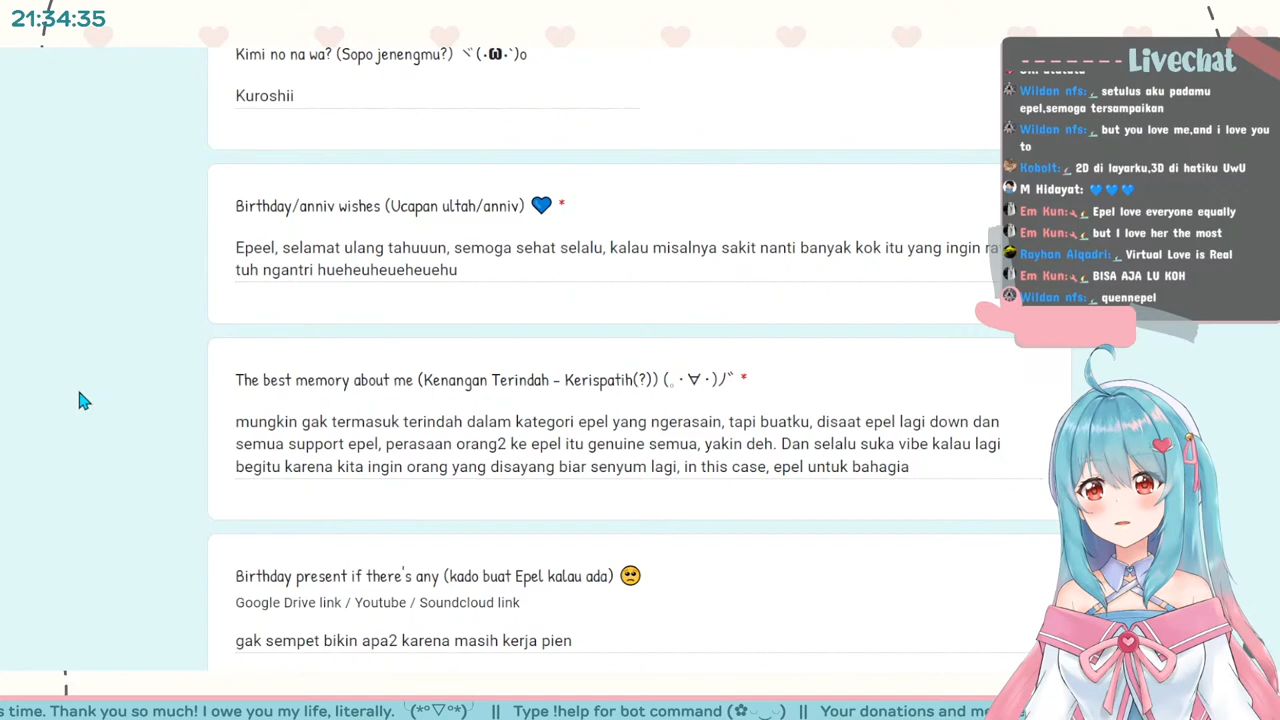 21:34:35
Kimi no na wa? (Sopo jenengmu?) ヾ(･ω･`)o
Kuroshii
Birthday/anniv wishes (Ucapan ultah/anniv) 💙 *
Epeel, selamat ulang tahuuun, semoga sehat selalu, kalau misalnya sakit nanti banyak kok itu yang ingin
tuh ngantri hueheuheueheuehu
The best memory about me (Kenangan Terindah - Kerispatih(?)) (｡･∀･)ﾉﾞ *
mungkin gak termasuk terindah dalam kategori epel yang ngerasain, tapi buatku, disaat epel lagi down dan
semua support epel, perasaan orang2 ke epel itu genuine semua, yakin deh. Dan selalu suka vibe kalau lagi
begitu karena kita ingin orang yang disayang biar senyum lagi, in this case, epel untuk bahagia
Birthday present if there's any (kado buat Epel kalau ada) 🥺
Google Drive link / Youtube / Soundcloud link
gak sempet bikin apa2 karena masih kerja pien
Livechat
Wildan nfs: setulus aku padamu
epel,semoga tersampaikan
Wildan nfs: but you love me,and i love you
to
Kobolt: 2D di layarku,3D di hatiku UwU
M Hidayat: 💙💙💙
Em Kun: Epel love everyone equally
Em Kun: but I love her the most
Rayhan Alqadri: Virtual Love is Real
Em Kun: BISA AJA LU KOH
Wildan nfs: quennepel
s time. Thank you so much! I owe you my life, literally. ╰(*°▽°*)╯ || Type !help for bot command (✿◡‿◡) || Your donations and me